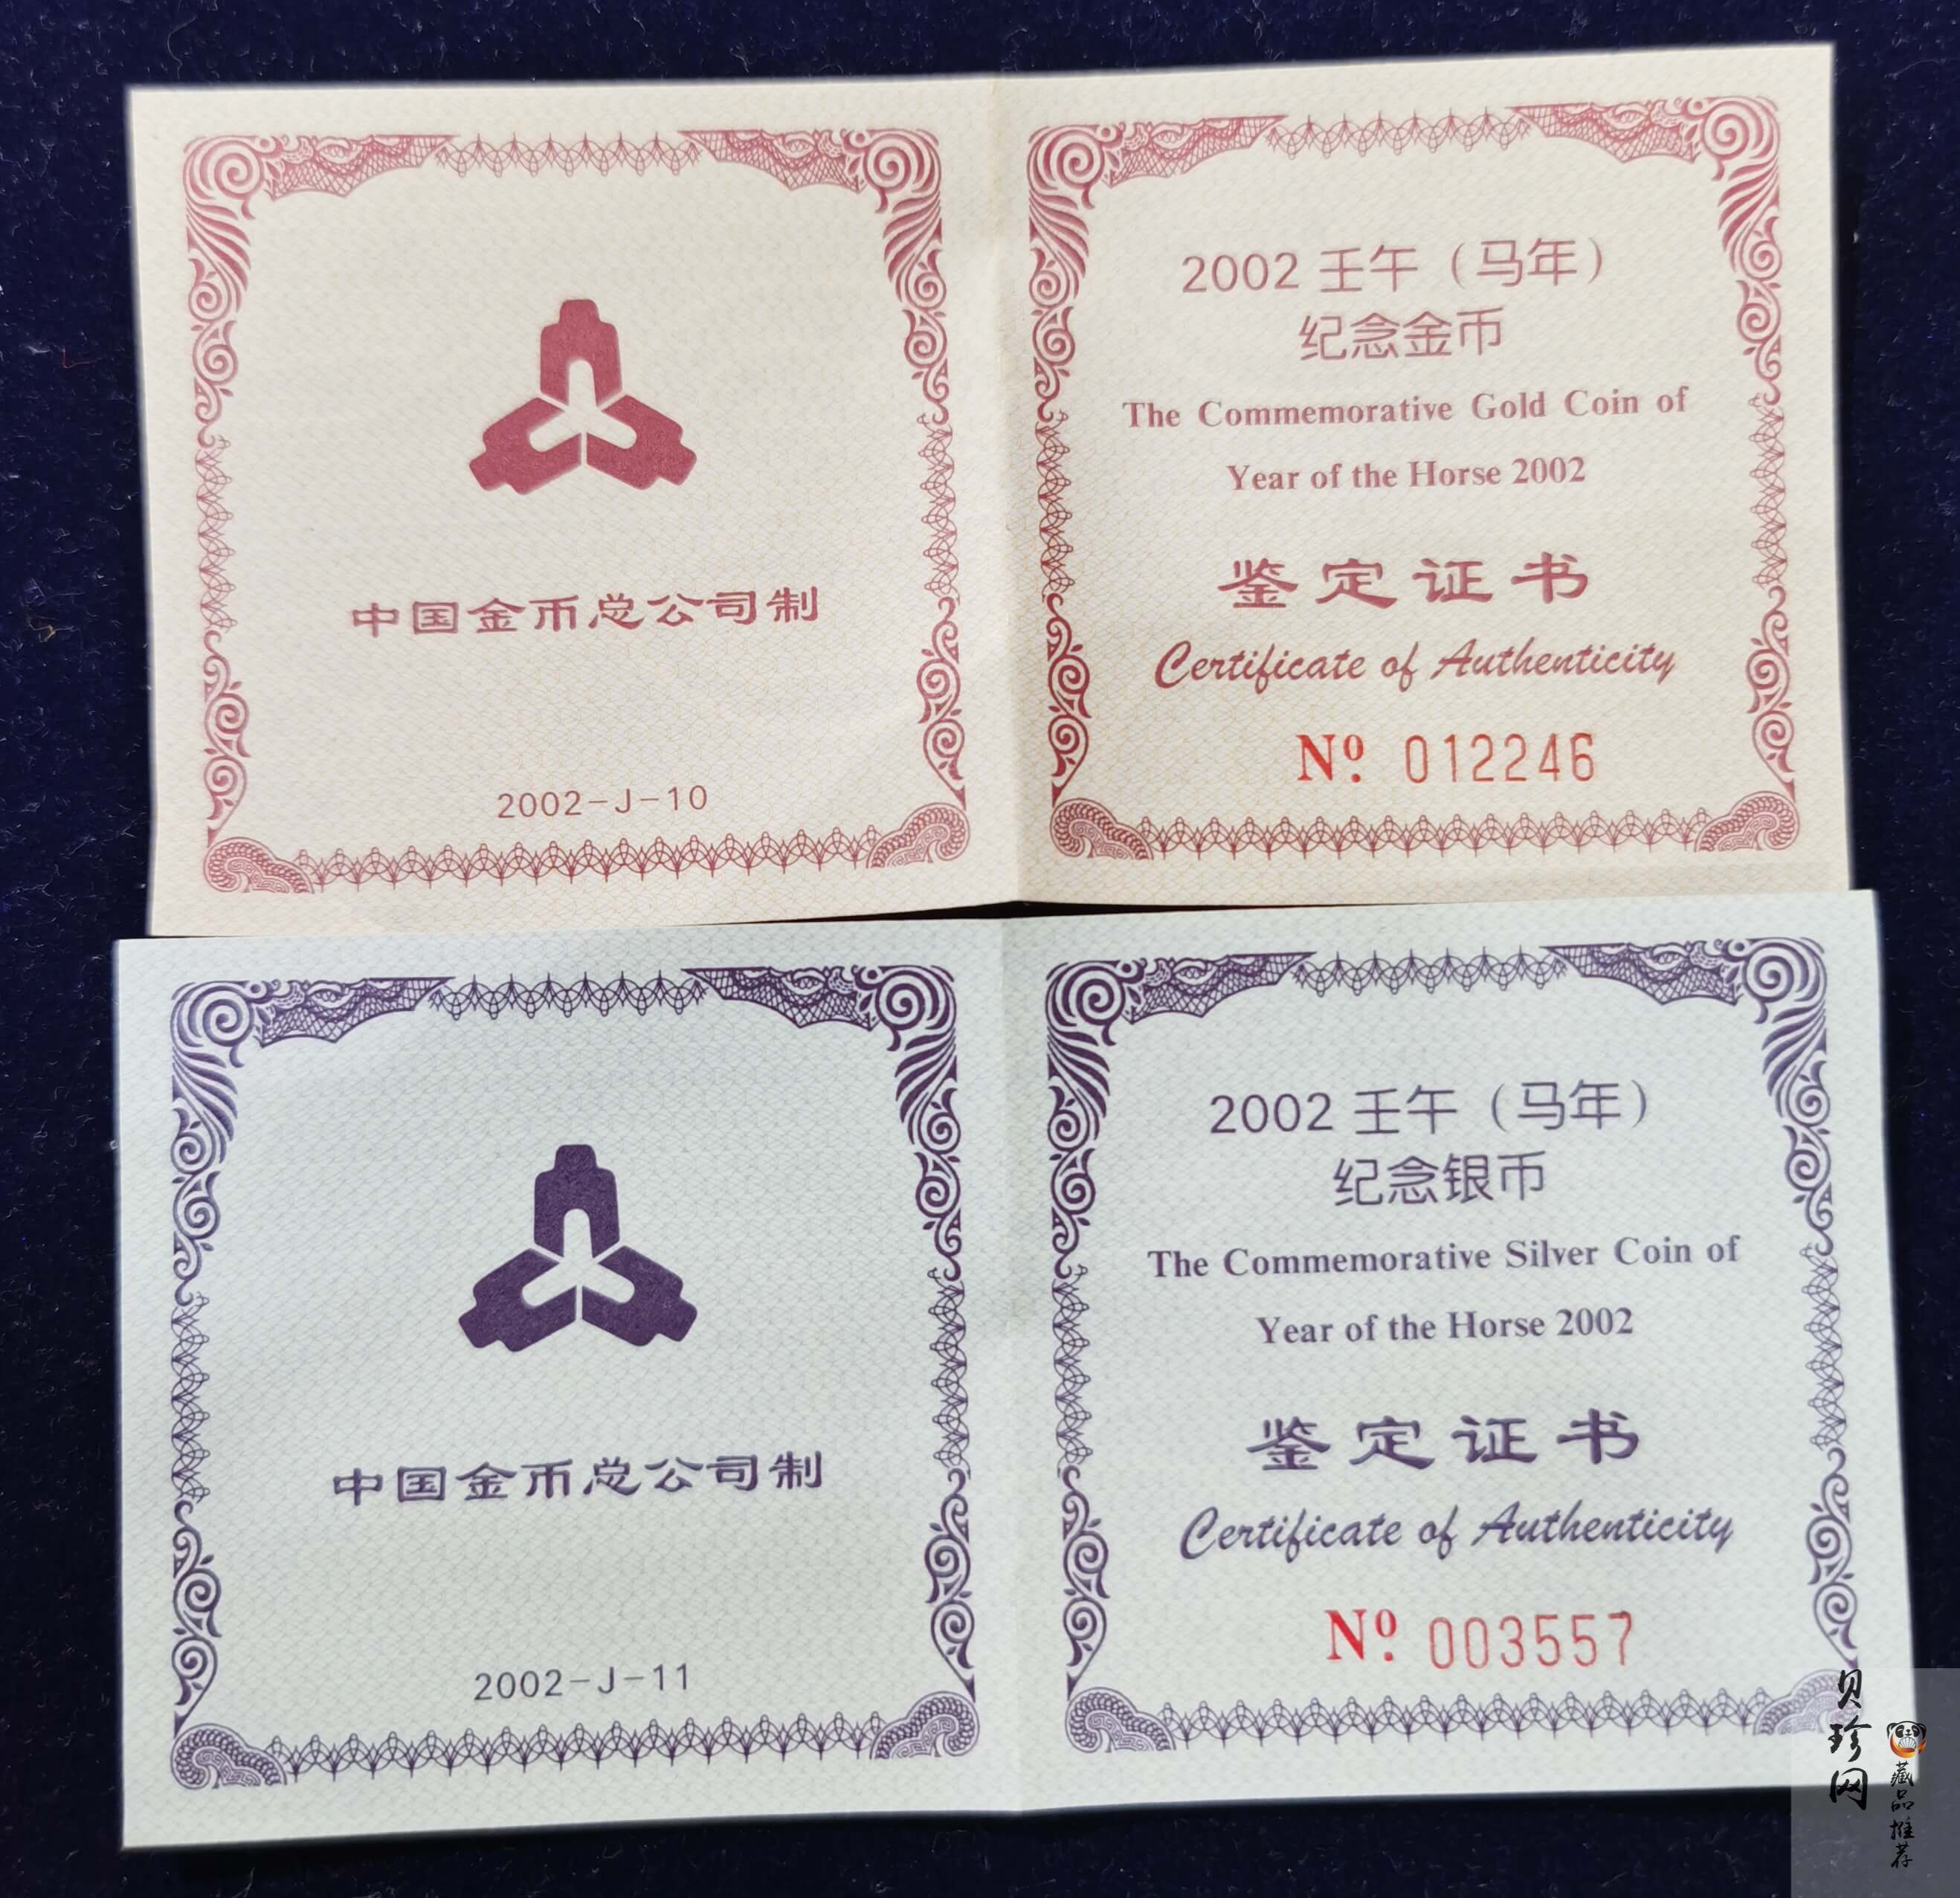 中国金币总公司制
2002-J-10
2002 壬午（马年）
纪念金币
The Commemorative Gold Coin of
Year of the Horse 2002
鉴定证书
Certificate of Authenticity
Nº. 012246
中国金币总公司制
2002-J-11
2002 壬午（马年）
纪念银币
The Commemorative Silver Coin of
Year of the Horse 2002
鉴定证书
Certificate of Authenticity
Nº. 003557
贝珍网
藏品推荐